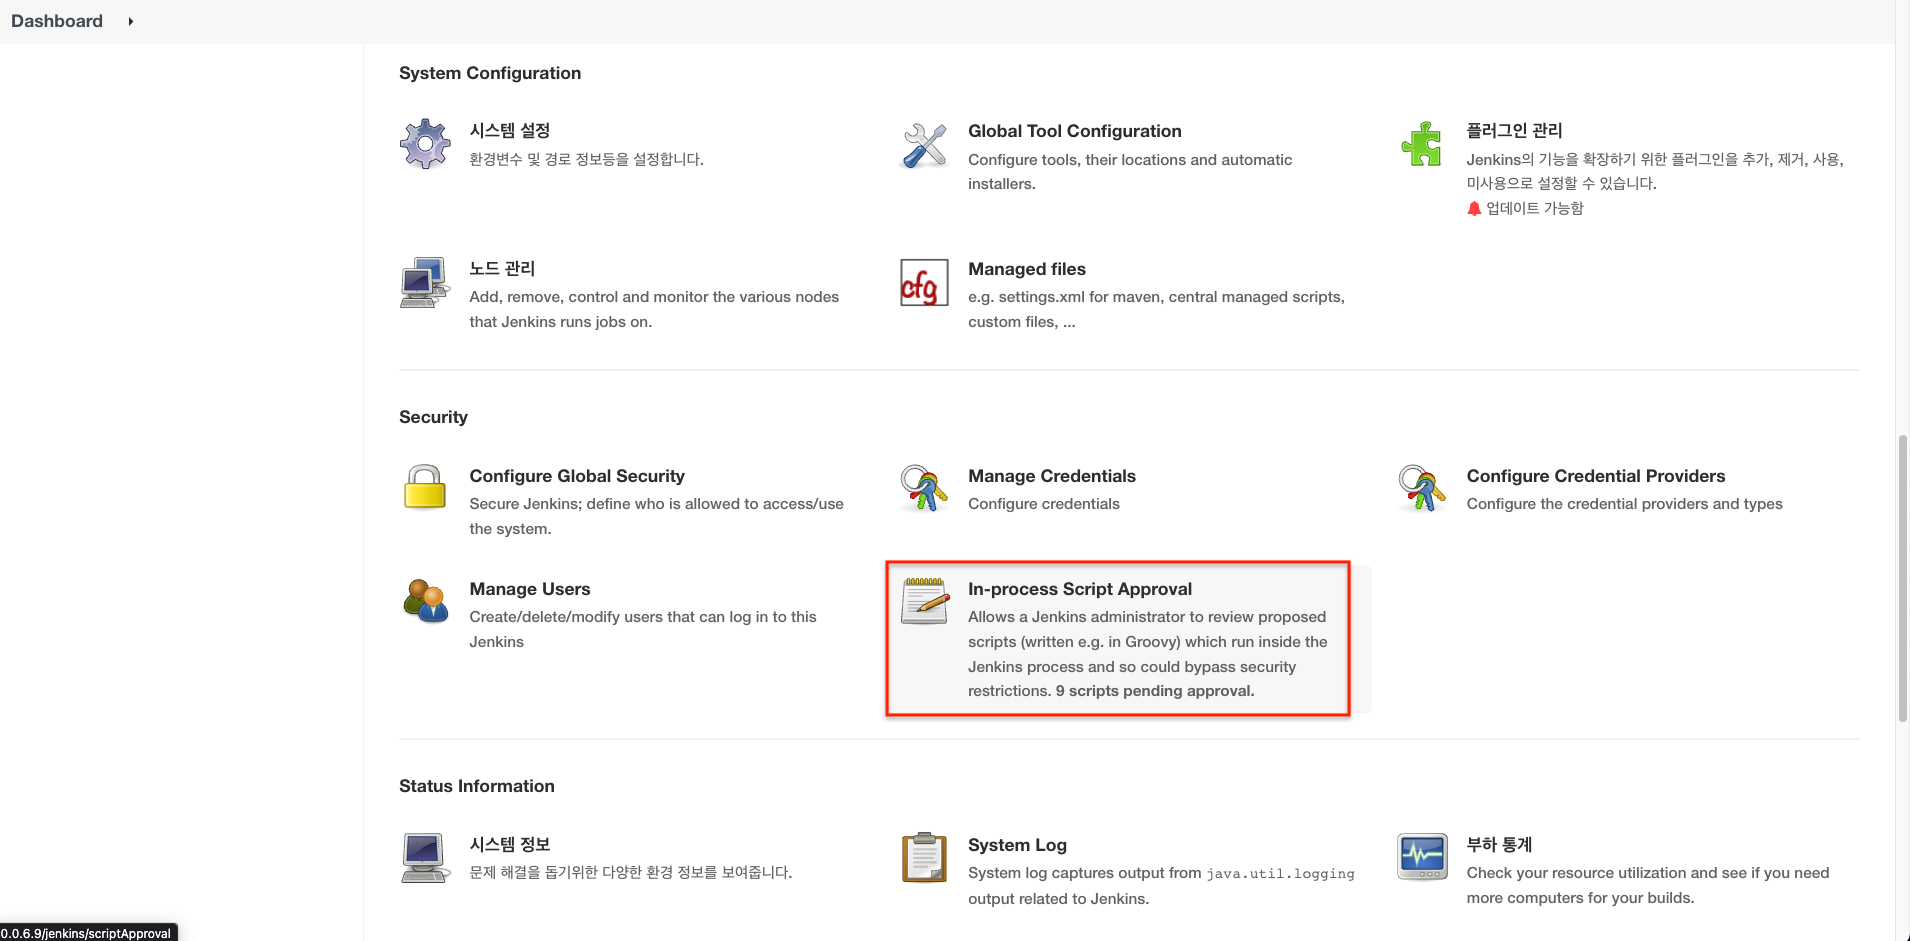 Dashboard
System Configuration
시스템 설정
환경변수 및 경로 정보등을 설정합니다.
Global Tool Configuration
Configure tools, their locations and automatic
installers.
플러그인 관리
Jenkins의 기능을 확장하기 위한 플러그인을 추가, 제거, 사용,
미사용으로 설정할 수 있습니다.
업데이트 가능함
노드 관리
Add, remove, control and monitor the various nodes
that Jenkins runs jobs on.
cfg
Managed files
e.g. settings.xml for maven, central managed scripts,
custom files, ...
Security
Configure Global Security
Secure Jenkins; define who is allowed to access/use
the system.
Manage Credentials
Configure credentials
Configure Credential Providers
Configure the credential providers and types
Manage Users
Create/delete/modify users that can log in to this
Jenkins
In-process Script Approval
Allows a Jenkins administrator to review proposed
scripts (written e.g. in Groovy) which run inside the
Jenkins process and so could bypass security
restrictions. 9 scripts pending approval.
Status Information
시스템 정보
문제 해결을 돕기위한 다양한 환경 정보를 보여줍니다.
System Log
System log captures output from java.util.logging
output related to Jenkins.
부하 통계
Check your resource utilization and see if you need
more computers for your builds.
0.0.6.9/jenkins/scriptApproval